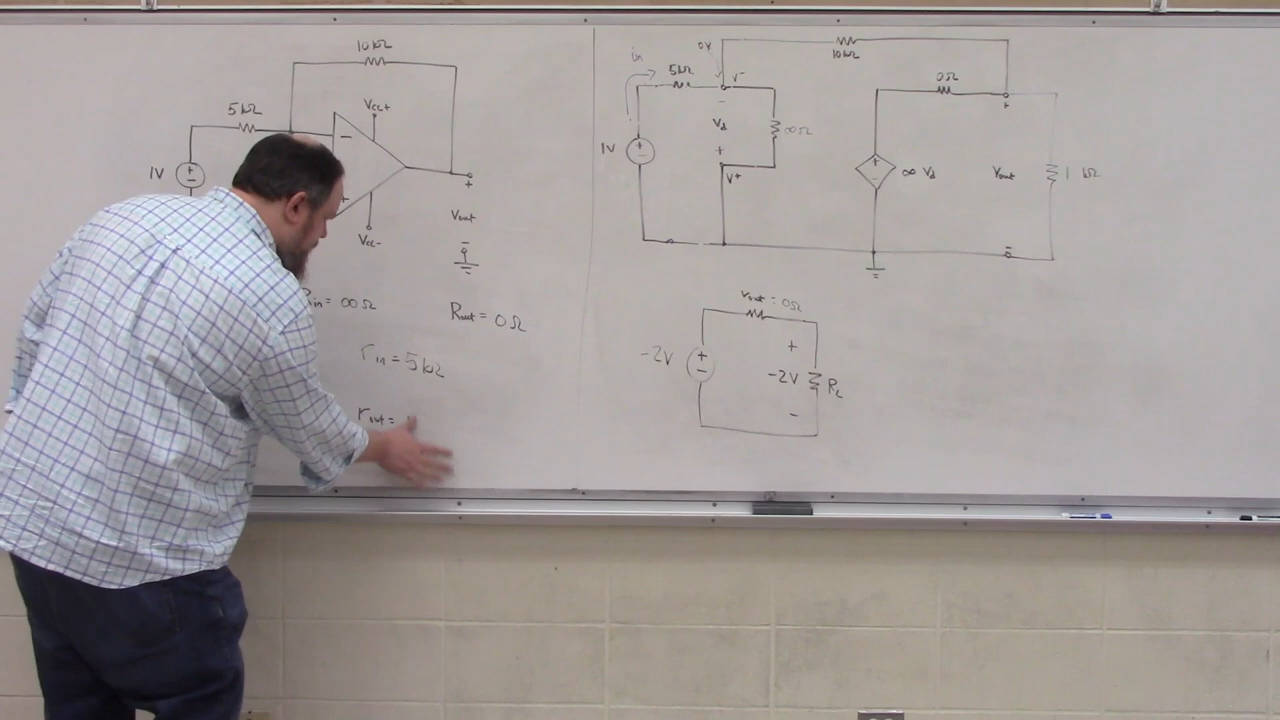 10kΩ
5kΩ
Vcc+
1V
+
-
-
+
+
Vout
-
Vcc-
Rin = ∞Ω
Rout = 0Ω
rin = 5kΩ
rout =
in
0V
5kΩ
V-
10kΩ
0Ω
-
Vd
+
∞Ω
1V
+
-
V+
+
-
∞ Vd
+
Vout
-
1 kΩ
rout = 0Ω
-2V
+
-
+
-2V
-
RL